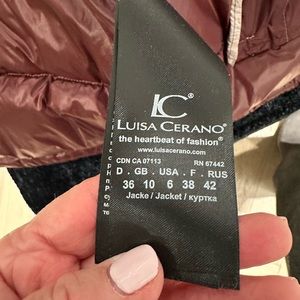 LC®
LUISA CERANO®
the heartbeat of fashion®
www.luisacerano.com
CDN CA 07113 RN 67442
D . GB . USA . F . RUS
36 10 6 38 42
Jacke / Jacket / куртка